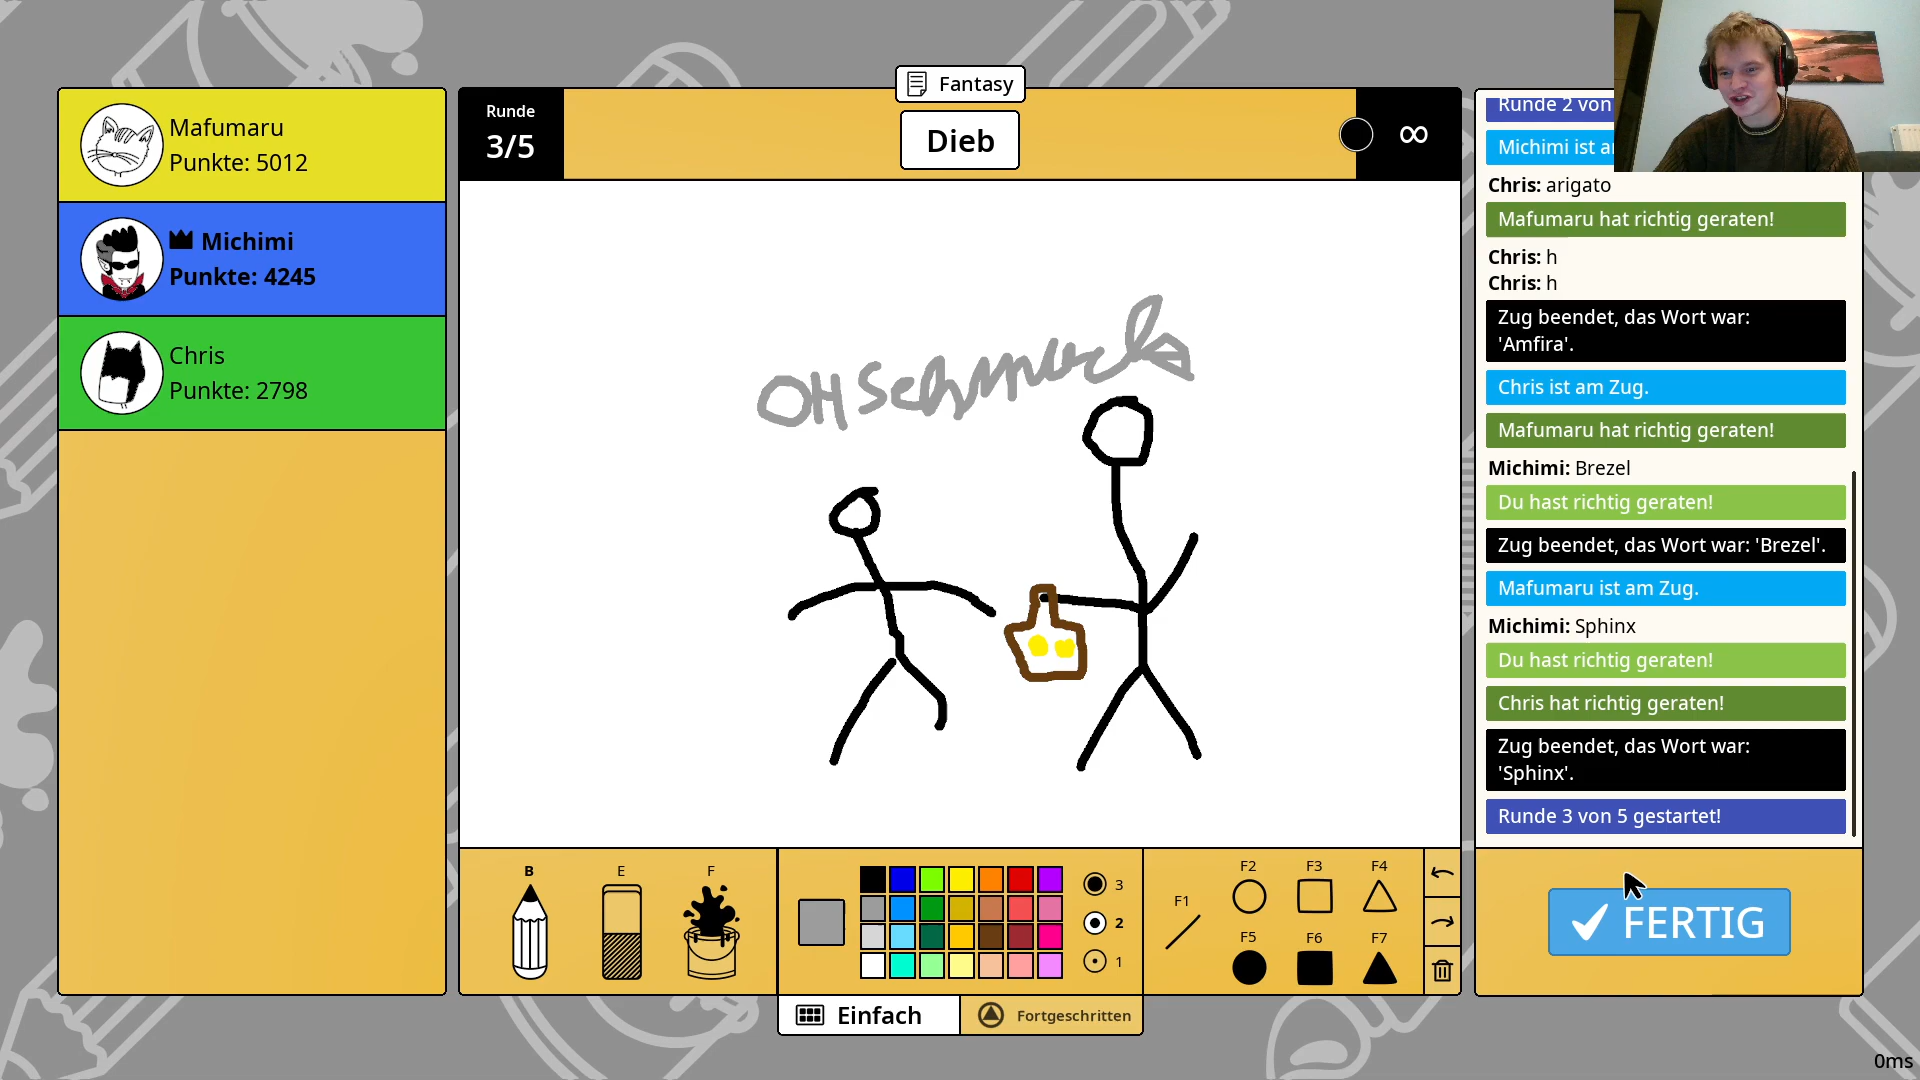 Fantasy
Runde
3/5
Dieb
∞
Mafumaru
Punkte: 5012
Michimi
Punkte: 4245
Chris
Punkte: 2798
OH Schmuck
Runde 2 von
Michimi ist a
Chris: arigato
Mafumaru hat richtig geraten!
Chris: h
Chris: h
Zug beendet, das Wort war:
'Amfira'.
Chris ist am Zug.
Mafumaru hat richtig geraten!
Michimi: Brezel
Du hast richtig geraten!
Zug beendet, das Wort war: 'Brezel'.
Mafumaru ist am Zug.
Michimi: Sphinx
Du hast richtig geraten!
Chris hat richtig geraten!
Zug beendet, das Wort war:
'Sphinx'.
Runde 3 von 5 gestartet!
B E F
3
2
1
F1
F2 F3 F4
F5 F6 F7
FERTIG
Einfach
Fortgeschritten
0ms